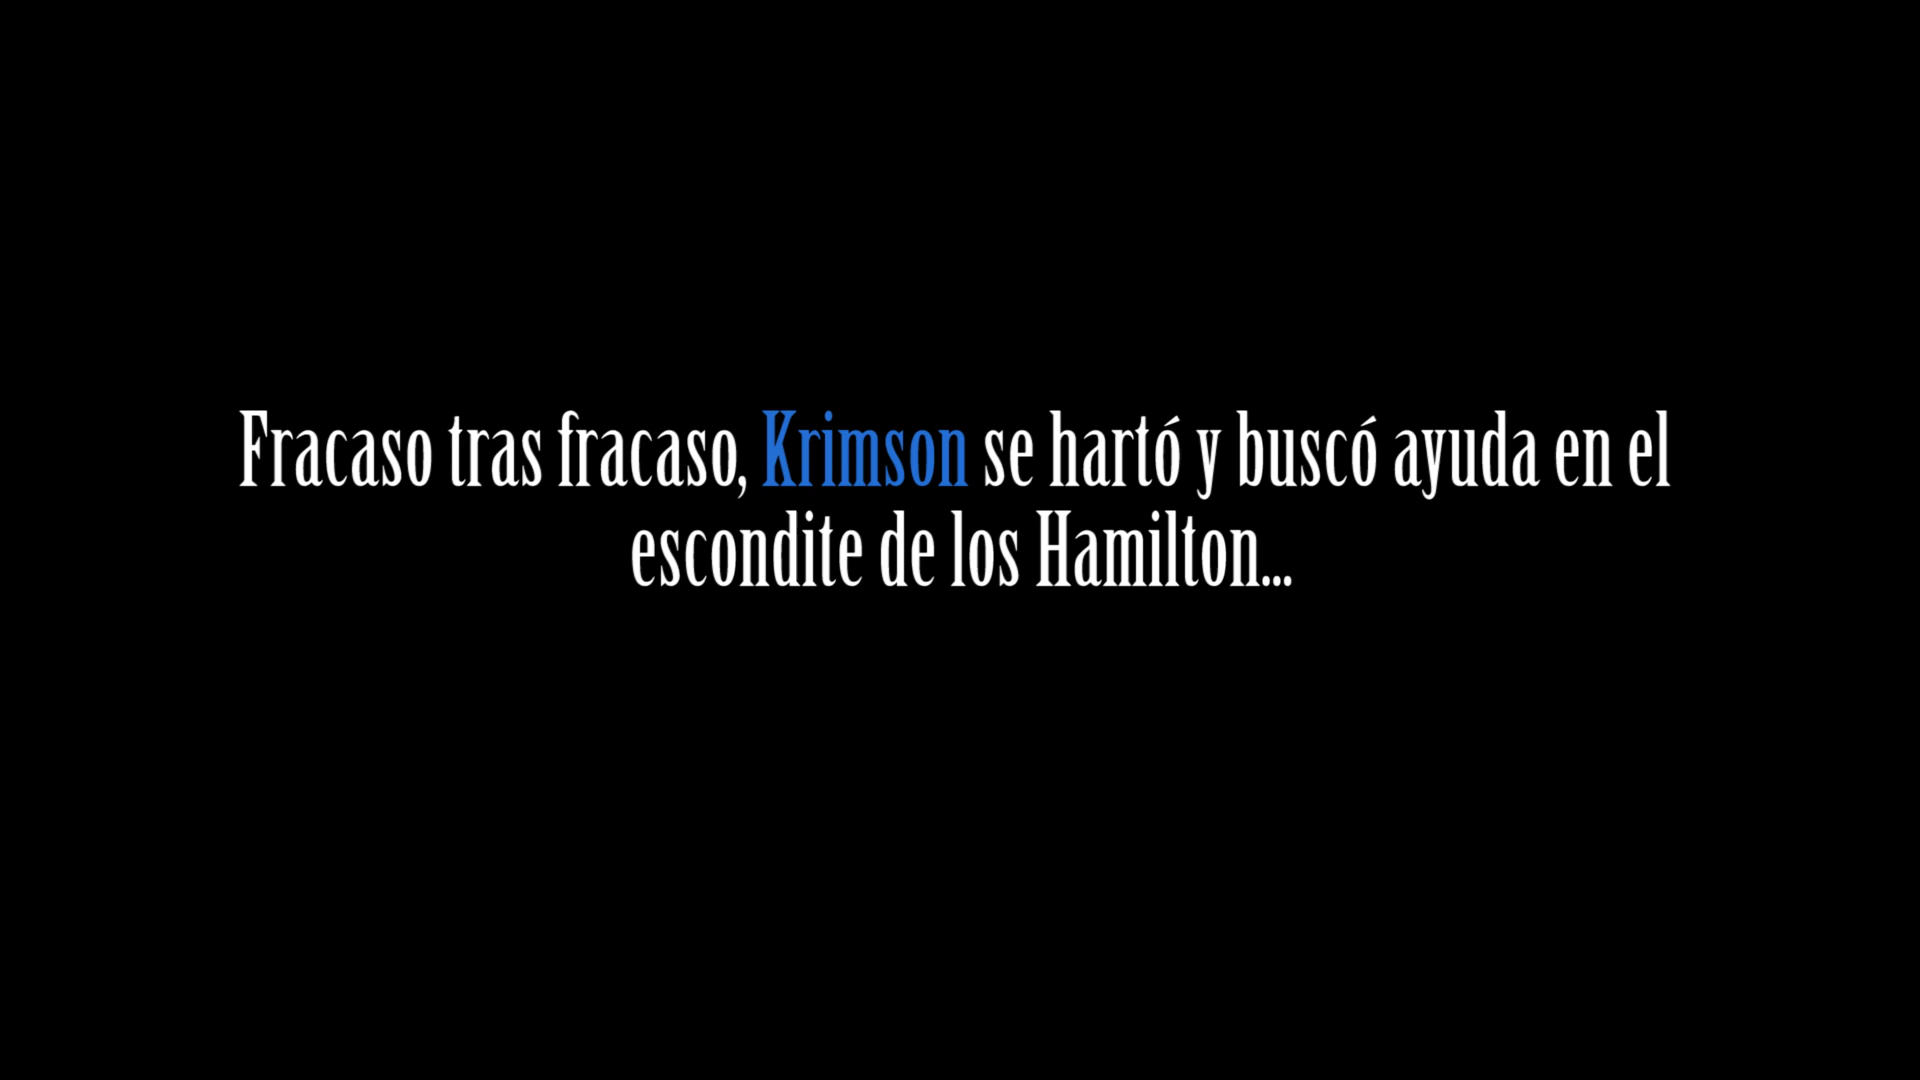 Fracaso tras fracaso, Krimson se hartó y buscó ayuda en el
escondite de los Hamilton...